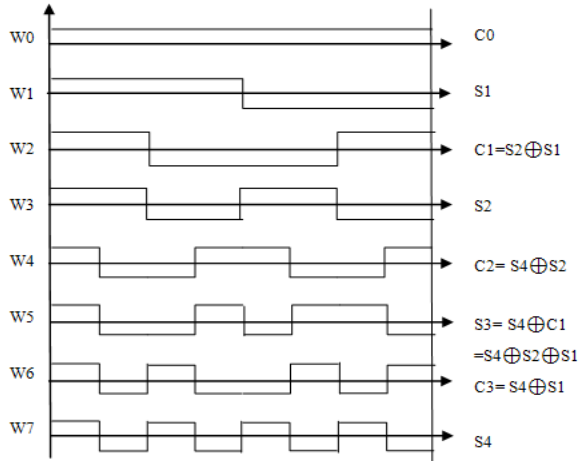 W0 C0
W1 S1
W2 C1=S2⊕S1
W3 S2
W4 C2= S4⊕S2
W5 S3= S4⊕C1
=S4⊕S2⊕S1
W6 C3= S4⊕S1
W7 S4